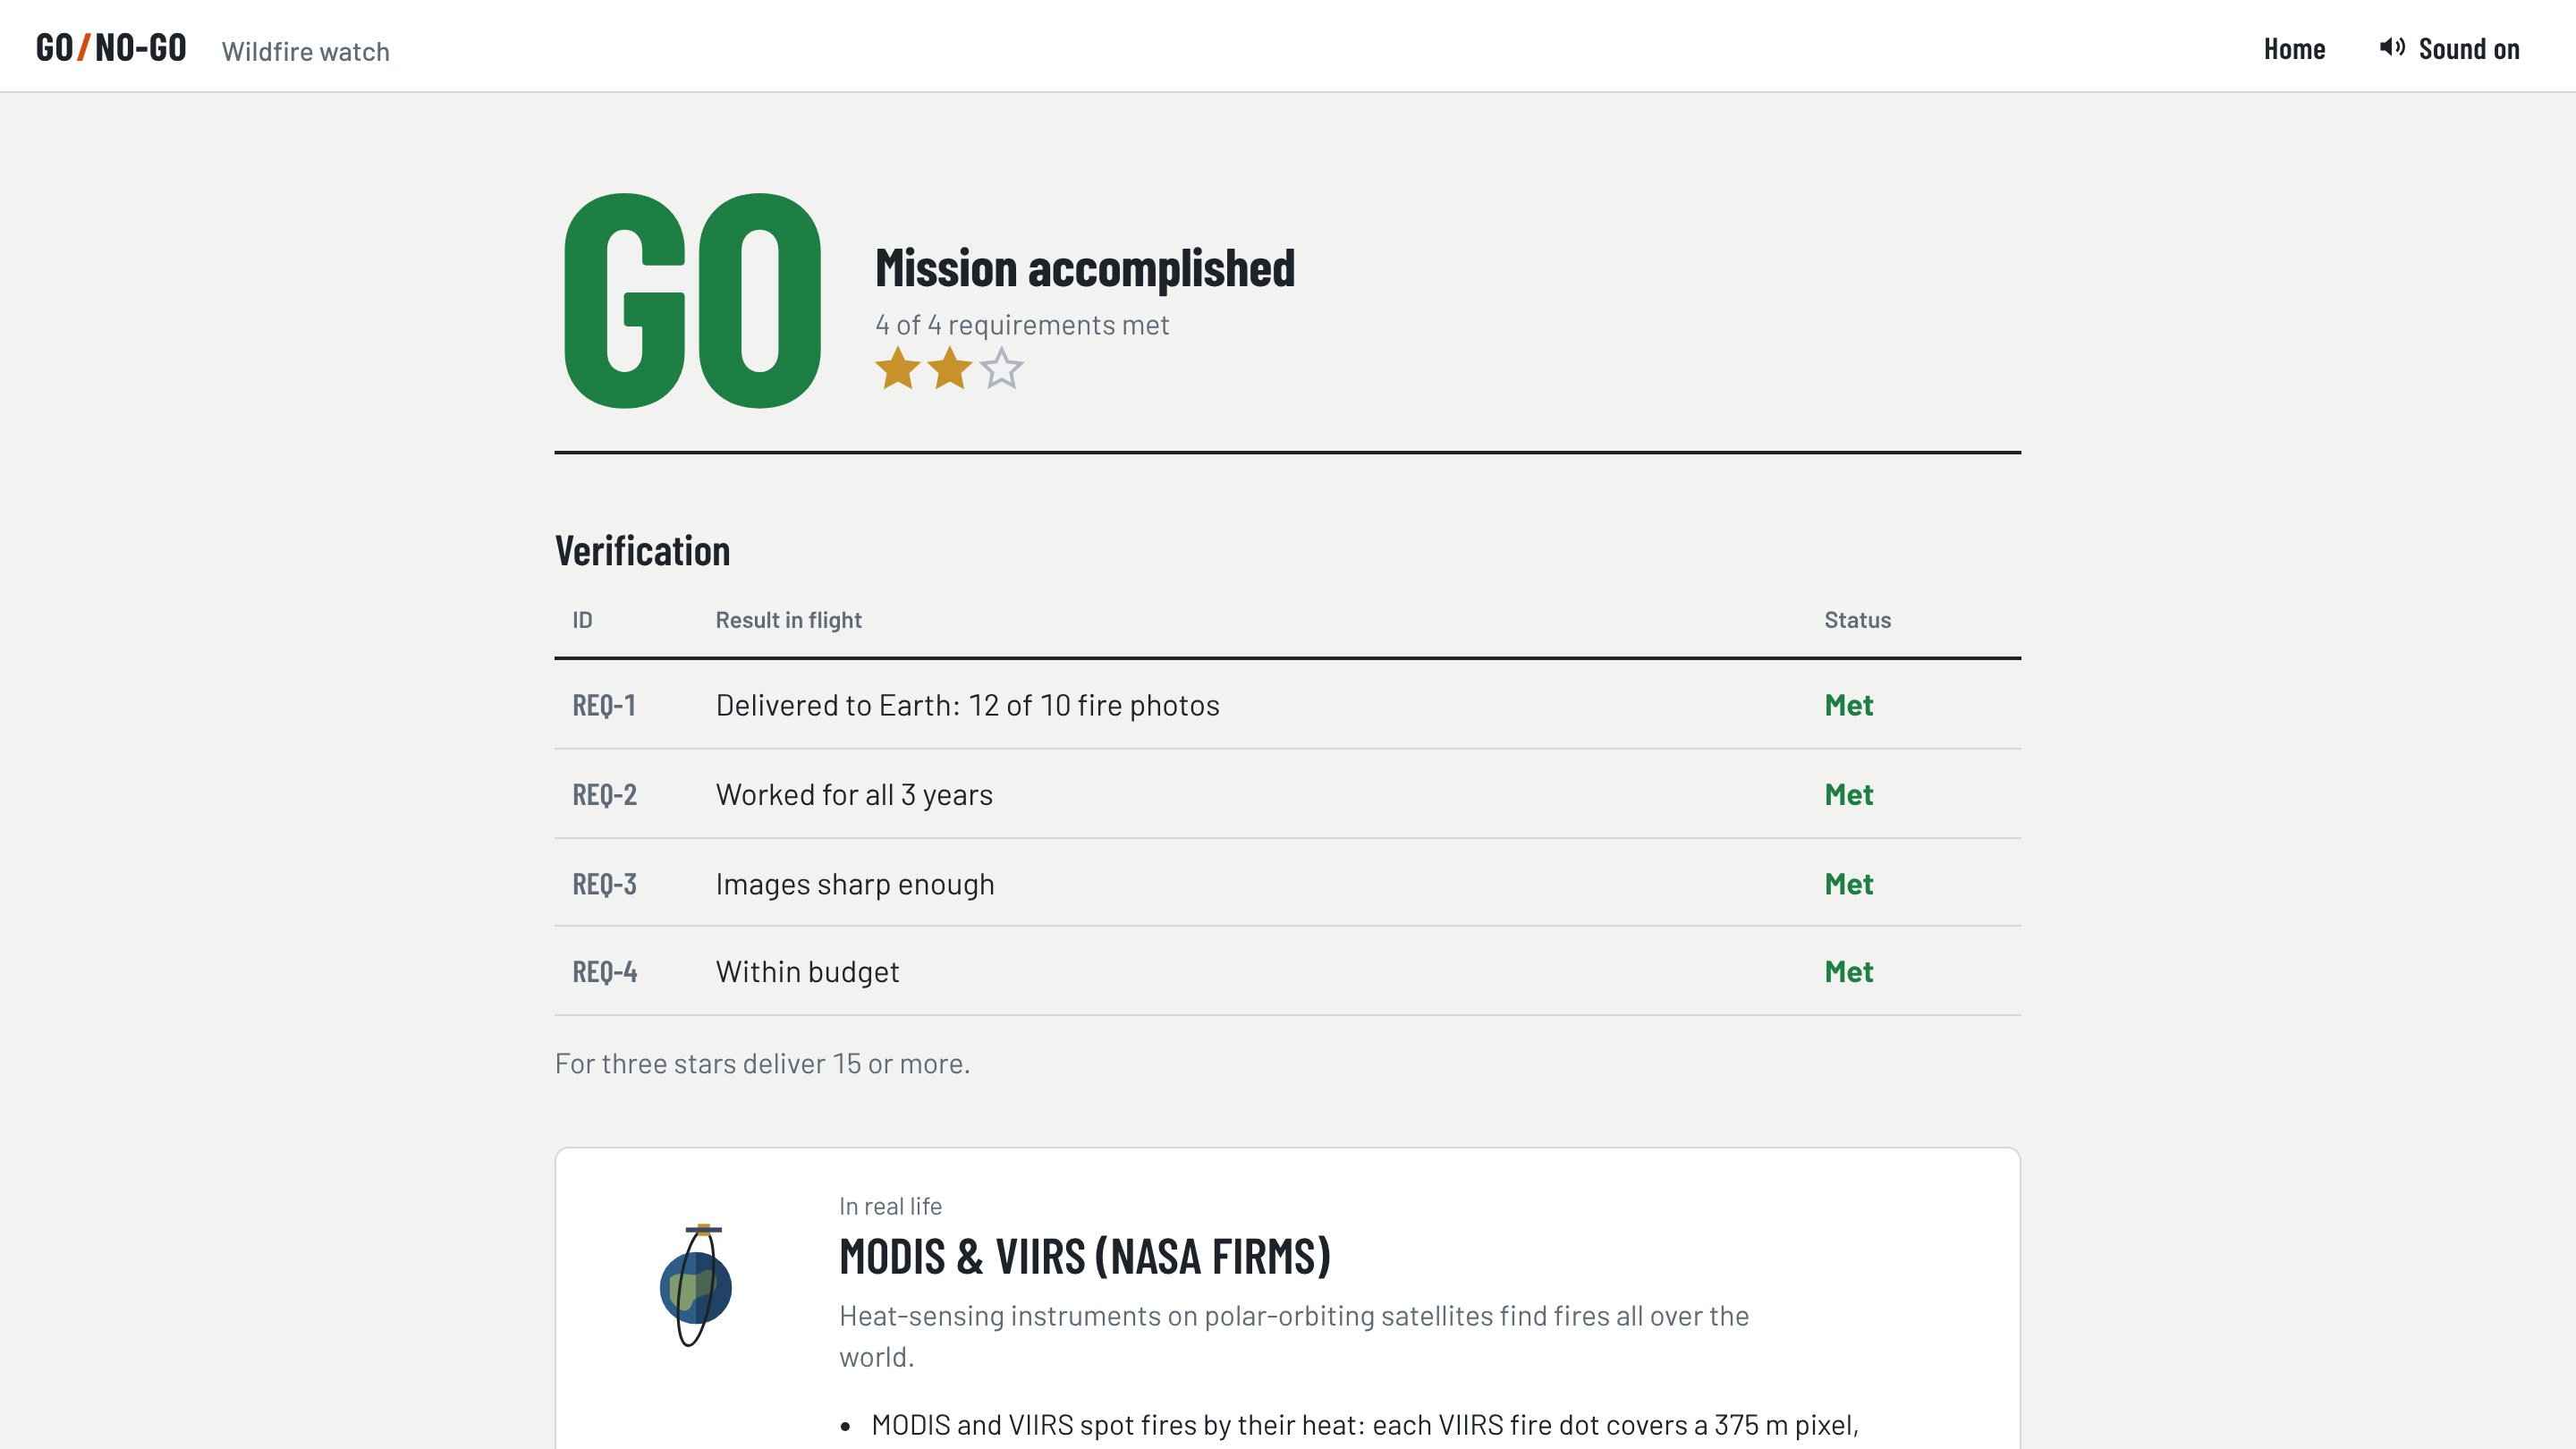 GO/NO-GO Wildfire watch Home Sound on
GO
Mission accomplished
4 of 4 requirements met
Verification
ID Result in flight Status
REQ-1 Delivered to Earth: 12 of 10 fire photos Met
REQ-2 Worked for all 3 years Met
REQ-3 Images sharp enough Met
REQ-4 Within budget Met
For three stars deliver 15 or more.
In real life
MODIS & VIIRS (NASA FIRMS)
Heat-sensing instruments on polar-orbiting satellites find fires all over the
world.
• MODIS and VIIRS spot fires by their heat: each VIIRS fire dot covers a 375 m pixel,